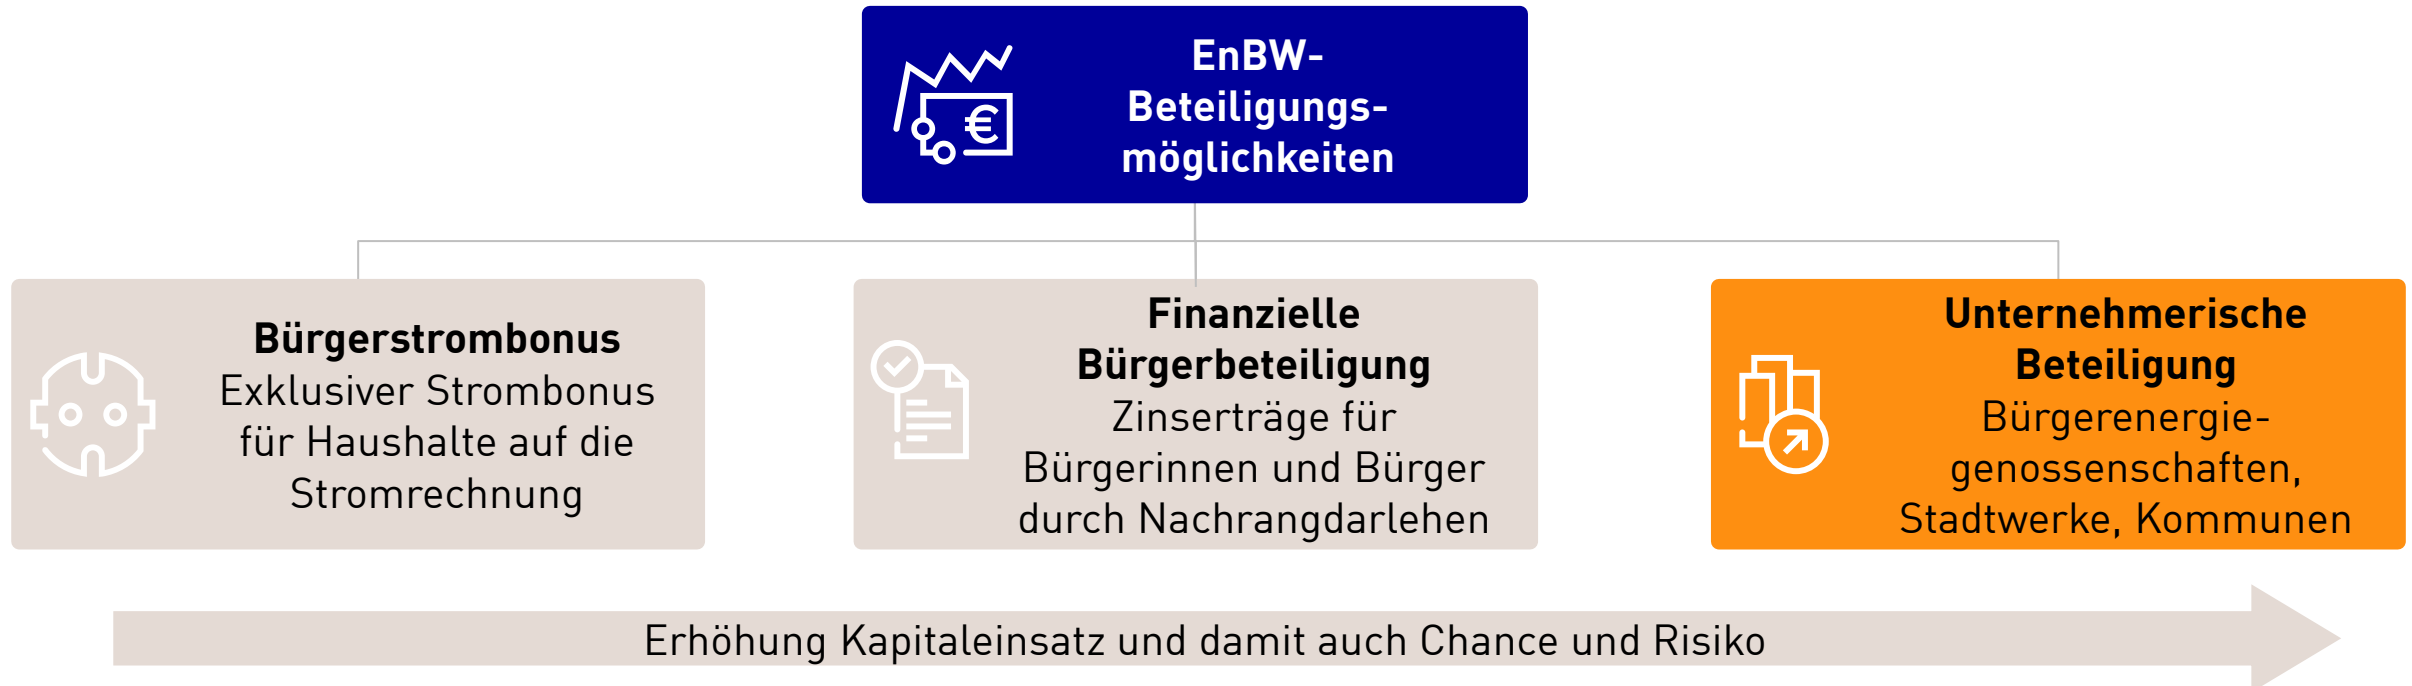 EnBW-
Beteiligungs-
möglichkeiten
Bürgerstrombonus
Exklusiver Strombonus
für Haushalte auf die
Stromrechnung
Finanzielle
Bürgerbeteiligung
Zinserträge für
Bürgerinnen und Bürger
durch Nachrangdarlehen
Unternehmerische
Beteiligung
Bürgerenergie-
genossenschaften,
Stadtwerke, Kommunen
Erhöhung Kapitaleinsatz und damit auch Chance und Risiko